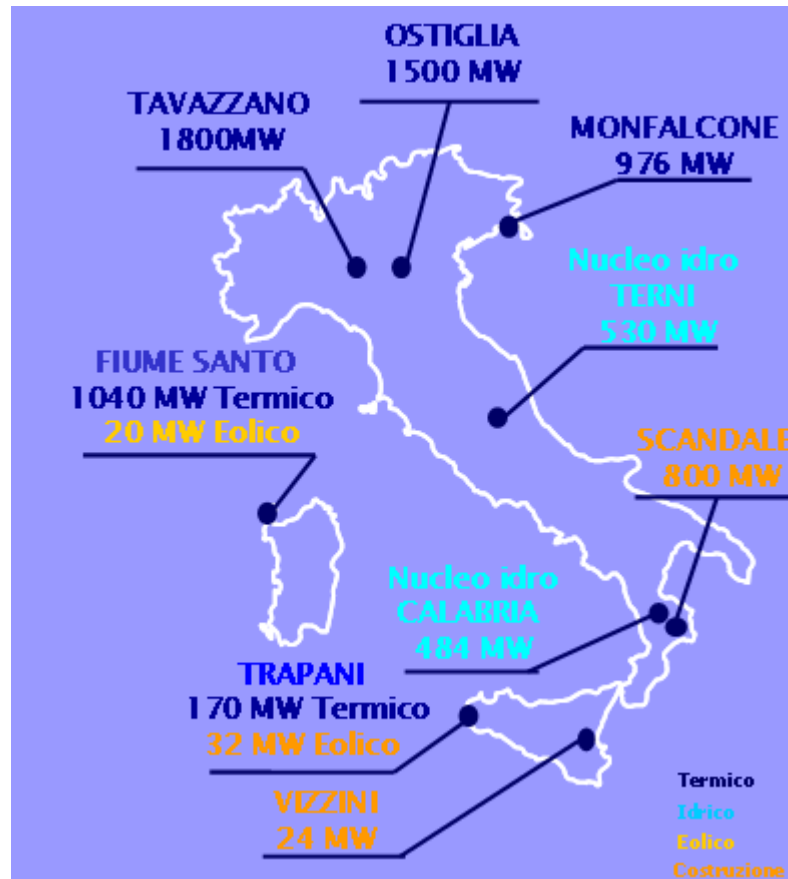 OSTIGLIA
1500 MW
TAVAZZANO
1800MW
MONFALCONE
976 MW
Nucleo idro
TERNI
530 MW
FIUME SANTO
1040 MW Termico
20 MW Eolico
SCANDALE
800 MW
Nucleo idro
CALABRIA
484 MW
TRAPANI
170 MW Termico
32 MW Eolico
VIZZINI
24 MW
Termico
Idrico
Eolico
Costruzione